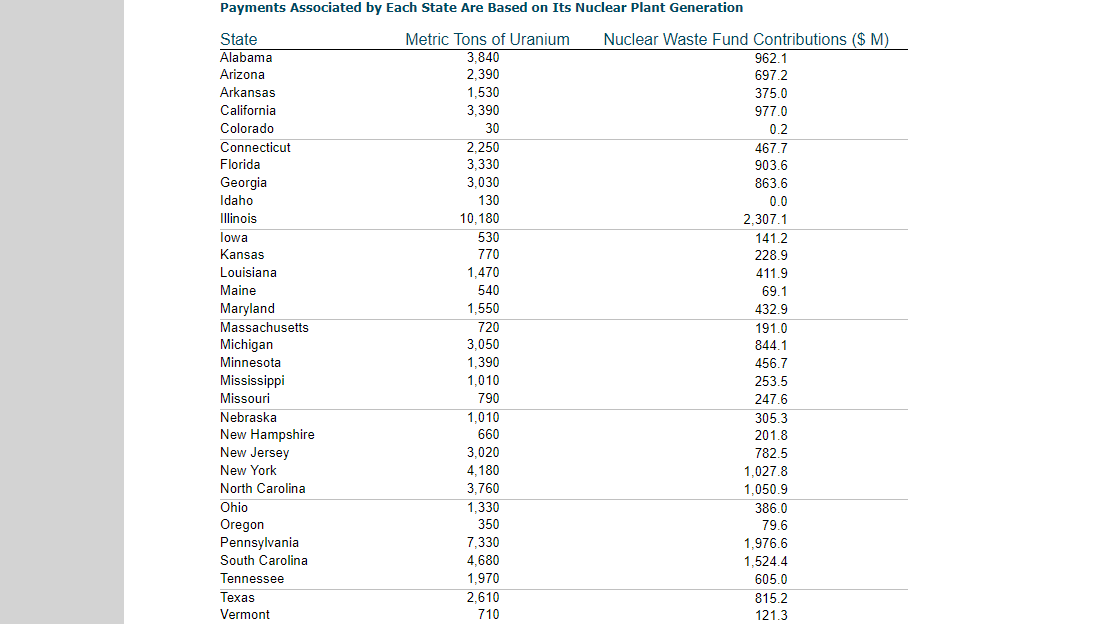 Payments Associated by Each State Are Based on Its Nuclear Plant Generation
State Metric Tons of Uranium Nuclear Waste Fund Contributions ($ M)
Alabama 3,840 962.1
Arizona 2,390 697.2
Arkansas 1,530 375.0
California 3,390 977.0
Colorado 30 0.2
Connecticut 2,250 467.7
Florida 3,330 903.6
Georgia 3,030 863.6
Idaho 130 0.0
Illinois 10,180 2,307.1
Iowa 530 141.2
Kansas 770 228.9
Louisiana 1,470 411.9
Maine 540 69.1
Maryland 1,550 432.9
Massachusetts 720 191.0
Michigan 3,050 844.1
Minnesota 1,390 456.7
Mississippi 1,010 253.5
Missouri 790 247.6
Nebraska 1,010 305.3
New Hampshire 660 201.8
New Jersey 3,020 782.5
New York 4,180 1,027.8
North Carolina 3,760 1,050.9
Ohio 1,330 386.0
Oregon 350 79.6
Pennsylvania 7,330 1,976.6
South Carolina 4,680 1,524.4
Tennessee 1,970 605.0
Texas 2,610 815.2
Vermont 710 121.3